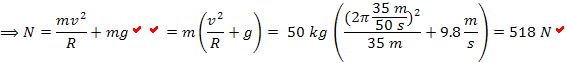 ⟹ N = mv²/R + mg ✔ ✔ = m(v²/R + g) = 50 kg ((2π 35 m/50 s)²/35 m + 9.8 m/s) = 518 N ✔